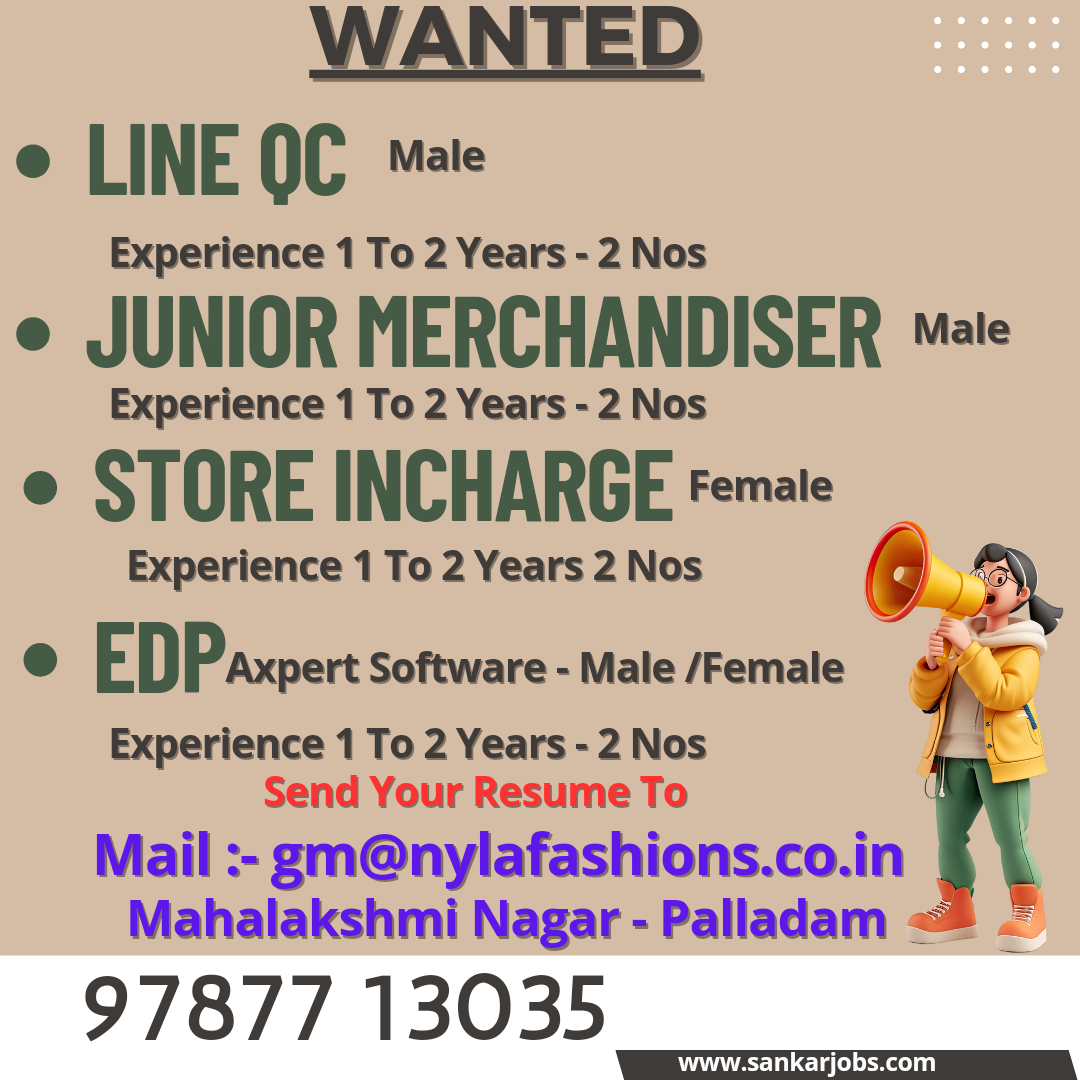 WANTED
LINE QC Male
Experience 1 To 2 Years - 2 Nos
JUNIOR MERCHANDISER Male
Experience 1 To 2 Years - 2 Nos
STORE INCHARGE Female
Experience 1 To 2 Years 2 Nos
EDP Axpert Software - Male /Female
Experience 1 To 2 Years - 2 Nos
Send Your Resume To
Mail :- gm@nylafashions.co.in
Mahalakshmi Nagar - Palladam
97877 13035
www.sankarjobs.com